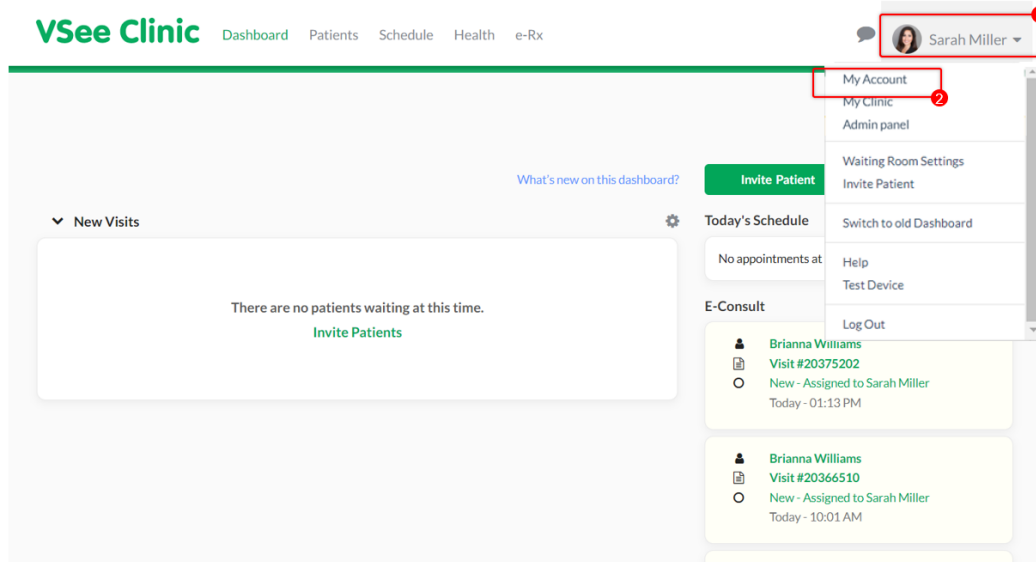 VSee Clinic Dashboard Patients Schedule Health e-Rx Sarah Miller
My Account
2
My Clinic
Admin panel
Waiting Room Settings
Invite Patient
Switch to old Dashboard
Help
Test Device
Log Out
What's new on this dashboard?
Invite Patient
New Visits
There are no patients waiting at this time.
Invite Patients
Today's Schedule
No appointments at
E-Consult
Brianna Williams
Visit #20375202
New - Assigned to Sarah Miller
Today - 01:13 PM
Brianna Williams
Visit #20366510
New - Assigned to Sarah Miller
Today - 10:01 AM